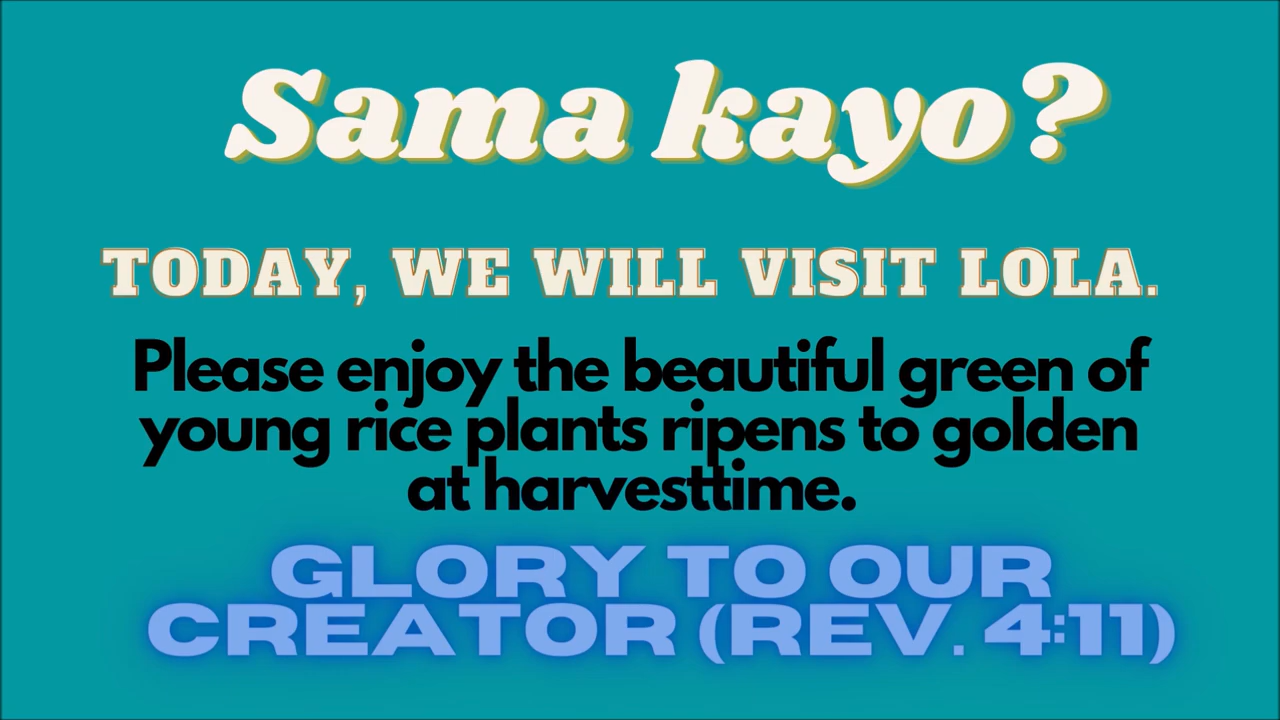 Sama kayo?
TODAY, WE WILL VISIT LOLA.
Please enjoy the beautiful green of
young rice plants ripens to golden
at harvesttime.
GLORY TO OUR
CREATOR (REV. 4:11)